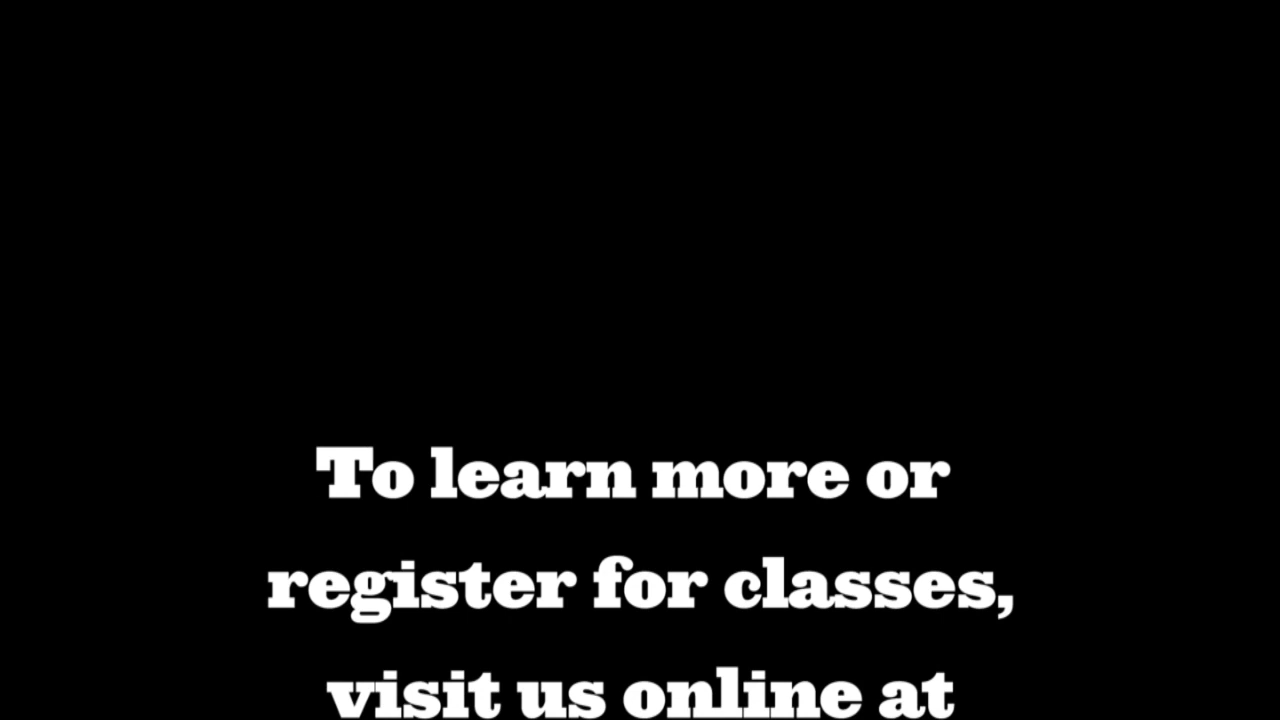 To learn more or
register for classes,
visit us online at